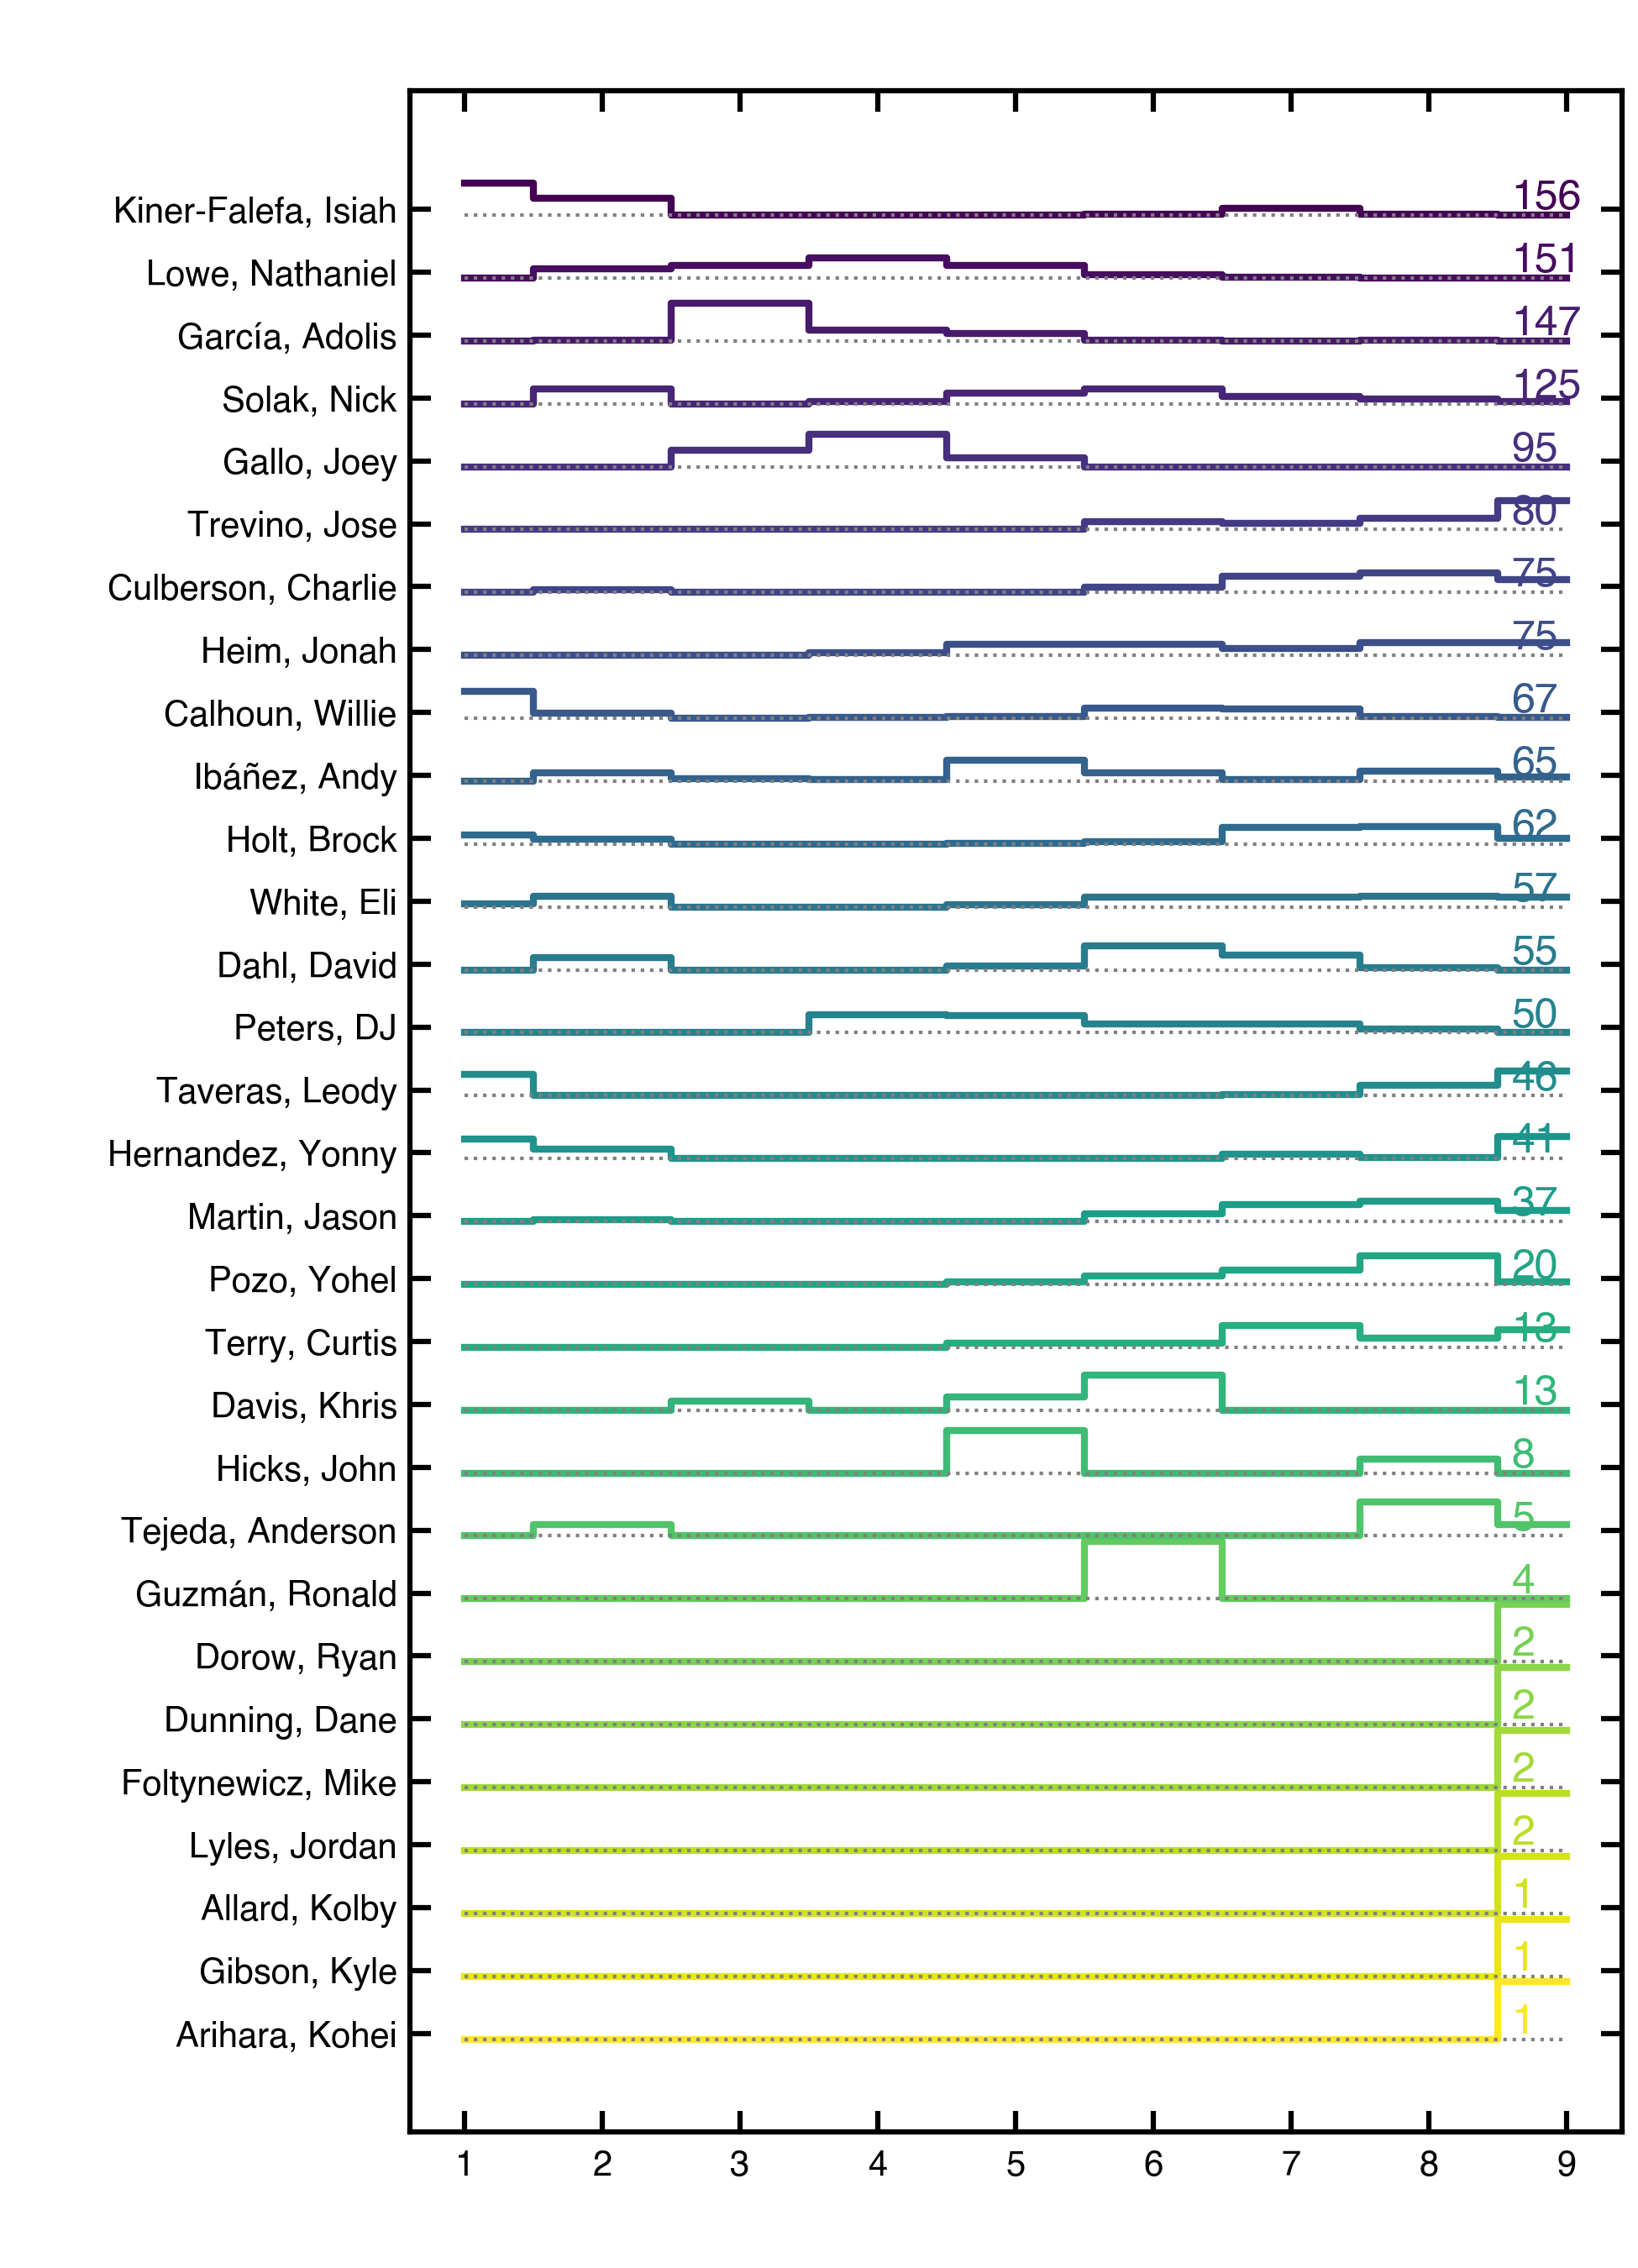 Kiner-Falefa, Isiah 156
Lowe, Nathaniel 151
García, Adolis 147
Solak, Nick 125
Gallo, Joey 95
Trevino, Jose 80
Culberson, Charlie 75
Heim, Jonah 75
Calhoun, Willie 67
Ibáñez, Andy 65
Holt, Brock 62
White, Eli 57
Dahl, David 55
Peters, DJ 50
Taveras, Leody 46
Hernandez, Yonny 41
Martin, Jason 37
Pozo, Yohel 20
Terry, Curtis 13
Davis, Khris 13
Hicks, John 8
Tejeda, Anderson 5
Guzmán, Ronald 4
Dorow, Ryan 2
Dunning, Dane 2
Foltynewicz, Mike 2
Lyles, Jordan 2
Allard, Kolby 1
Gibson, Kyle 1
Arihara, Kohei 1
1 2 3 4 5 6 7 8 9